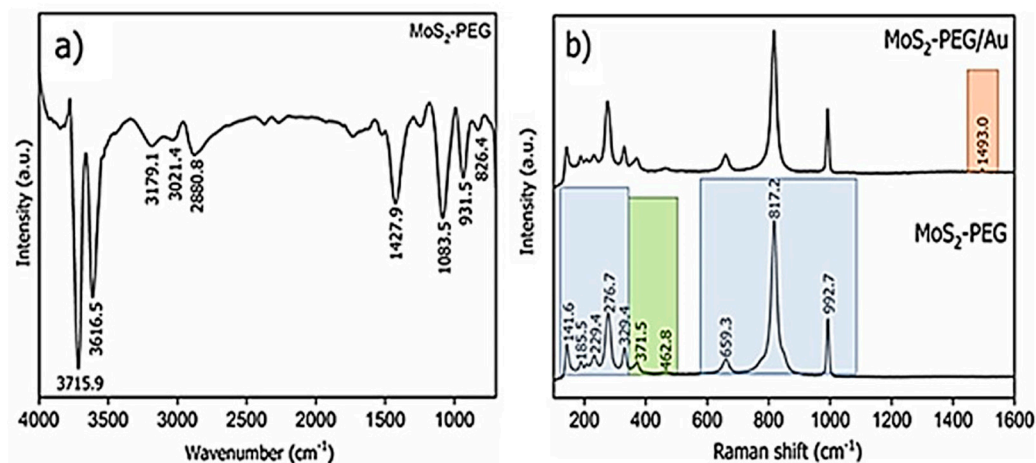 a)
MoS₂-PEG
3715.9
3616.5
3179.1
3021.4
2880.8
1427.9
1083.5
931.5
826.4
Intensity (a.u.)
4000 3500 3000 2500 2000 1500 1000
Wavenumber (cm⁻¹)
b)
MoS₂-PEG/Au
1493.0
MoS₂-PEG
141.6
185.5
229.4
276.7
329.4
371.5
462.8
659.3
817.2
992.7
Intensity (a.u.)
200 400 600 800 1000 1200 1400 1600
Raman shift (cm⁻¹)